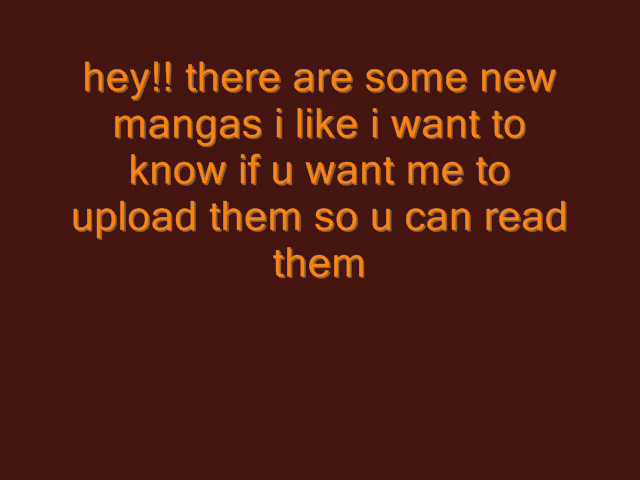 hey!! there are some new
mangas i like i want to
know if u want me to
upload them so u can read
them